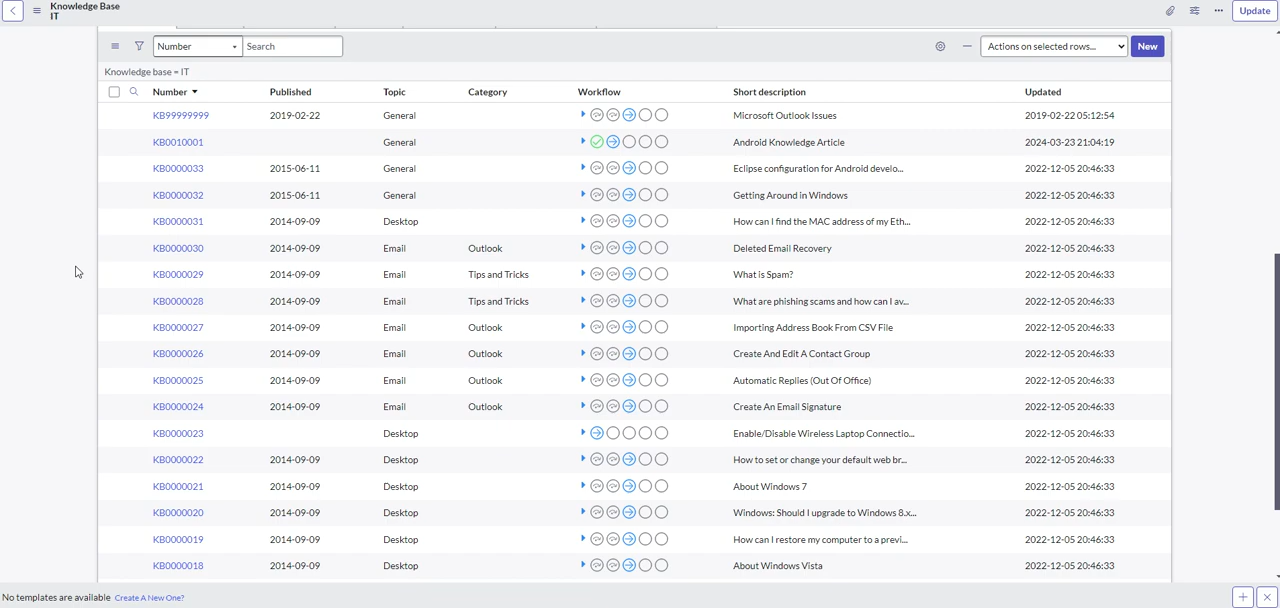 Knowledge Base
IT
Update
Number Search Actions on selected rows... New
Knowledge base = IT
Number Published Topic Category Workflow Short description Updated
KB99999999 2019-02-22 General Microsoft Outlook Issues 2019-02-22 05:12:54
KB0010001 General Android Knowledge Article 2024-03-23 21:04:19
KB0000033 2015-06-11 General Eclipse configuration for Android develo... 2022-12-05 20:46:33
KB0000032 2015-06-11 General Getting Around in Windows 2022-12-05 20:46:33
KB0000031 2014-09-09 Desktop How can I find the MAC address of my Eth... 2022-12-05 20:46:33
KB0000030 2014-09-09 Email Outlook Deleted Email Recovery 2022-12-05 20:46:33
KB0000029 2014-09-09 Email Tips and Tricks What is Spam? 2022-12-05 20:46:33
KB0000028 2014-09-09 Email Tips and Tricks What are phishing scams and how can I av... 2022-12-05 20:46:33
KB0000027 2014-09-09 Email Outlook Importing Address Book From CSV File 2022-12-05 20:46:33
KB0000026 2014-09-09 Email Outlook Create And Edit A Contact Group 2022-12-05 20:46:33
KB0000025 2014-09-09 Email Outlook Automatic Replies (Out Of Office) 2022-12-05 20:46:33
KB0000024 2014-09-09 Email Outlook Create An Email Signature 2022-12-05 20:46:33
KB0000023 Desktop Enable/Disable Wireless Laptop Connectio... 2022-12-05 20:46:33
KB0000022 2014-09-09 Desktop How to set or change your default web br... 2022-12-05 20:46:33
KB0000021 2014-09-09 Desktop About Windows 7 2022-12-05 20:46:33
KB0000020 2014-09-09 Desktop Windows: Should I upgrade to Windows 8.x... 2022-12-05 20:46:33
KB0000019 2014-09-09 Desktop How can I restore my computer to a previ... 2022-12-05 20:46:33
KB0000018 2014-09-09 Desktop About Windows Vista 2022-12-05 20:46:33
No templates are available Create A New One?